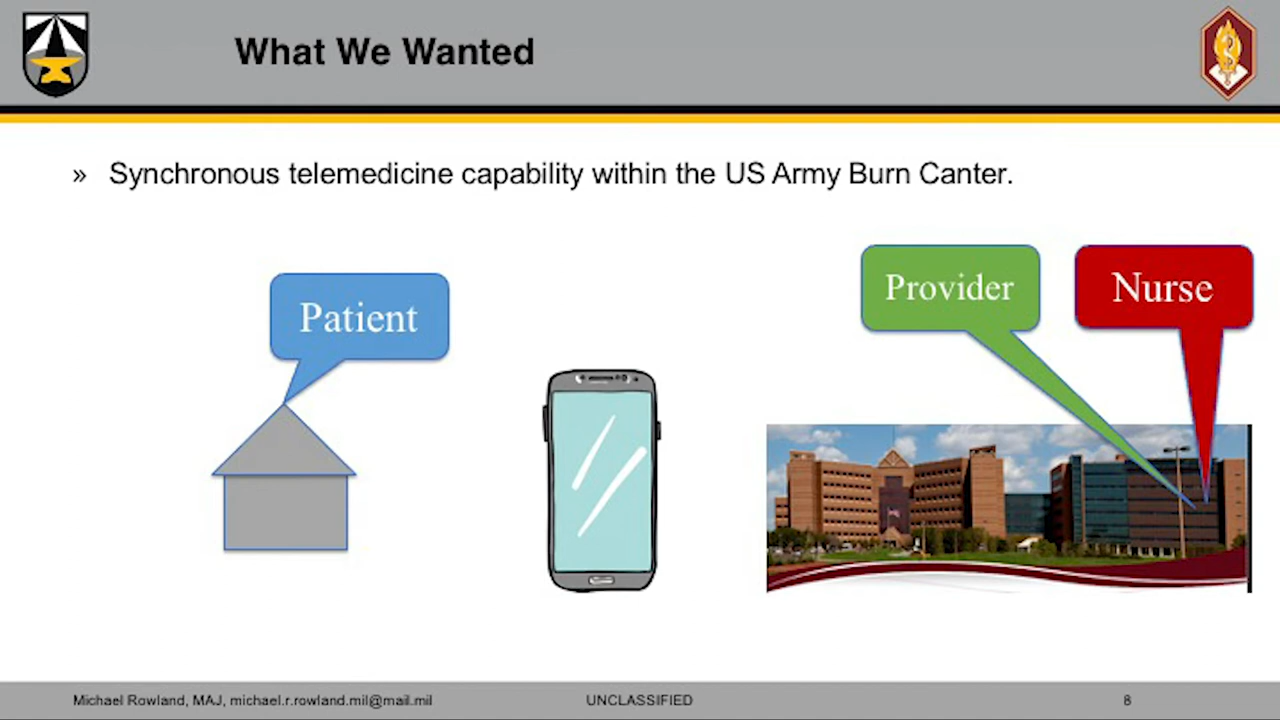 What We Wanted
» Synchronous telemedicine capability within the US Army Burn Canter.
Patient
Provider
Nurse
Michael Rowland, MAJ, michael.r.rowland.mil@mail.mil
UNCLASSIFIED
8